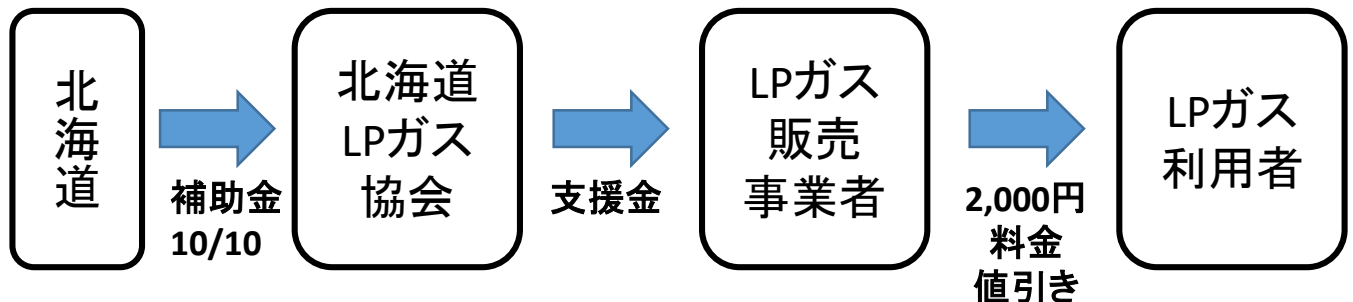 北海道
補助金
10/10
北海道
LPガス
協会
支援金
LPガス
販売
事業者
2,000円
料金
値引き
LPガス
利用者